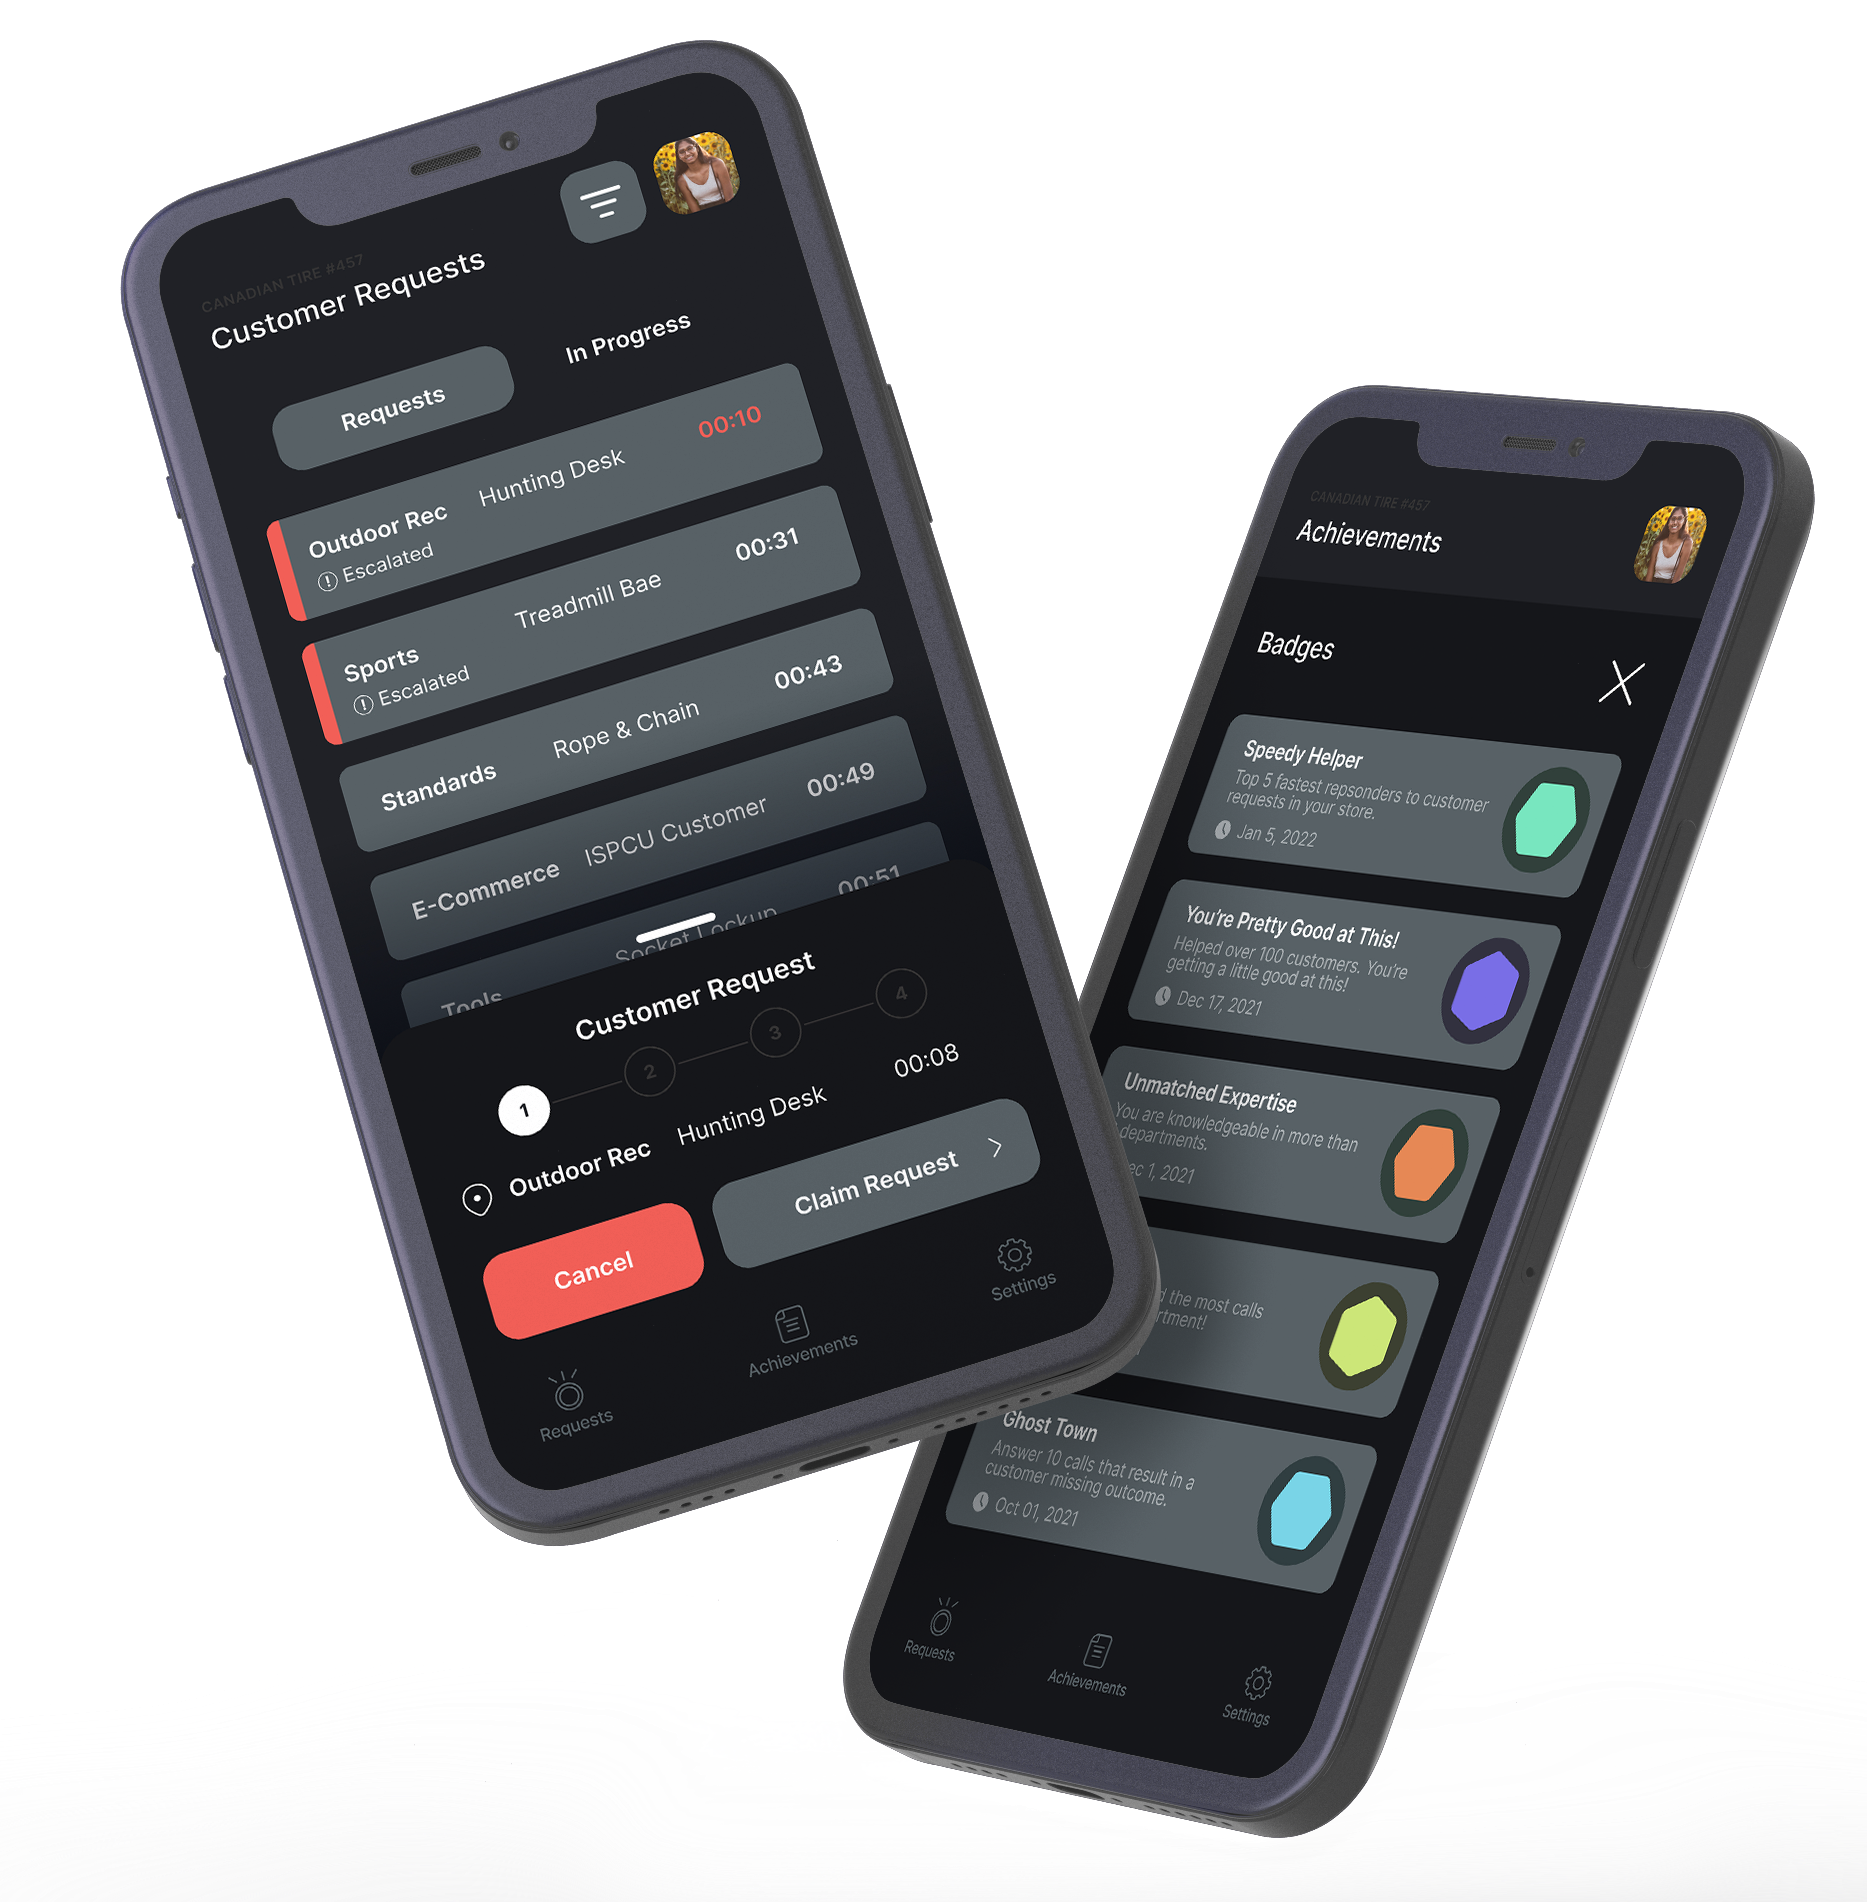 CANADIAN TIRE #457
Customer Requests
Requests
In Progress
Outdoor Rec
Hunting Desk
00:10
Escalated
Sports
Treadmill Bae
00:31
Escalated
Standards
Rope & Chain
00:43
E-Commerce
ISPCU Customer
00:49
Tools
Socket Lockup
00:51
Customer Request
1
2
3
4
Outdoor Rec
Hunting Desk
00:08
Cancel
Claim Request
Requests
Achievements
Settings
CANADIAN TIRE #457
Achievements
Badges
Speedy Helper
Top 5 fastest repsonders to customer
requests in your store.
Jan 5, 2022
You're Pretty Good at This!
Helped over 100 customers. You're
getting a little good at this!
Dec 17, 2021
Unmatched Expertise
You are knowledgeable in more than
departments.
ec 1, 2021
the most calls
rtment!
Ghost Town
Answer 10 calls that result in a
customer missing outcome.
Oct 01, 2021
Requests
Achievements
Settings